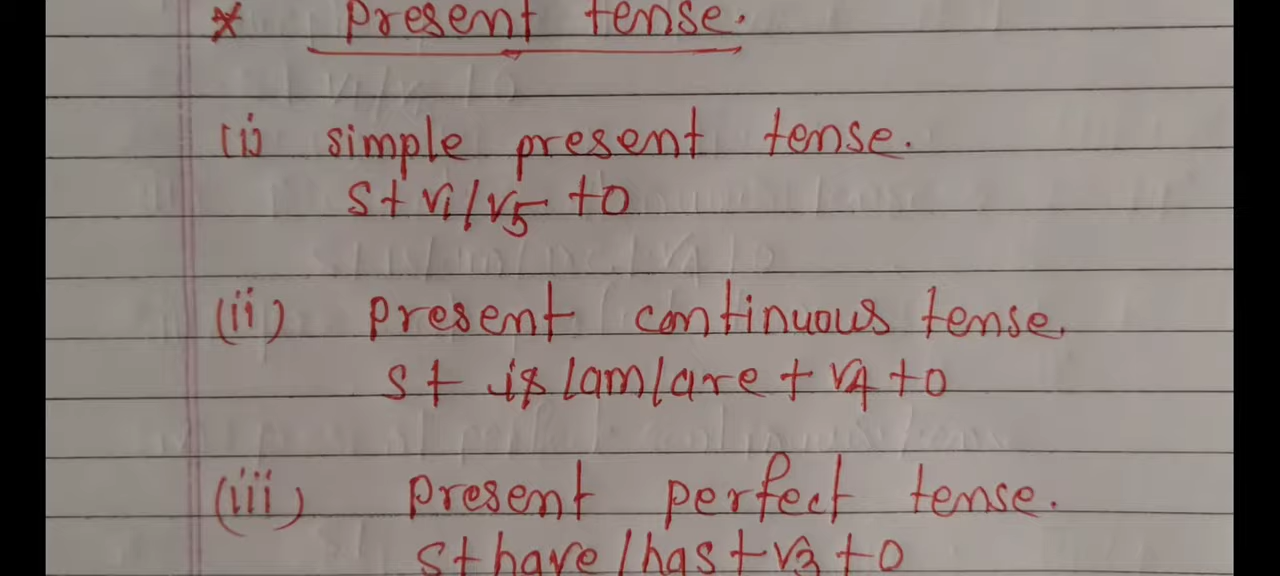 * Present tense.
(i) simple present tense.
S + V1/V5 + O
(ii) Present continuous tense.
S + is/am/are + V4 + O
(iii) Present perfect tense.
S + have/has + V3 + O